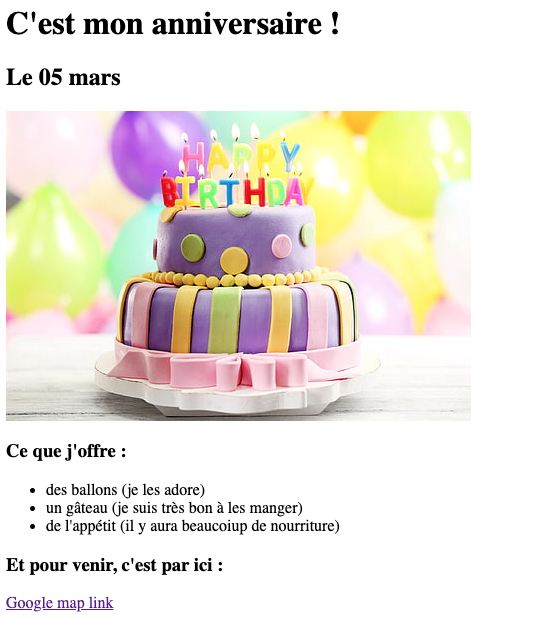 C'est mon anniversaire !
Le 05 mars
HAPPY
BIRTHDAY
Ce que j'offre :
des ballons (je les adore)
un gâteau (je suis très bon à les manger)
de l'appétit (il y aura beaucoiup de nourriture)
Et pour venir, c'est par ici :
Google map link